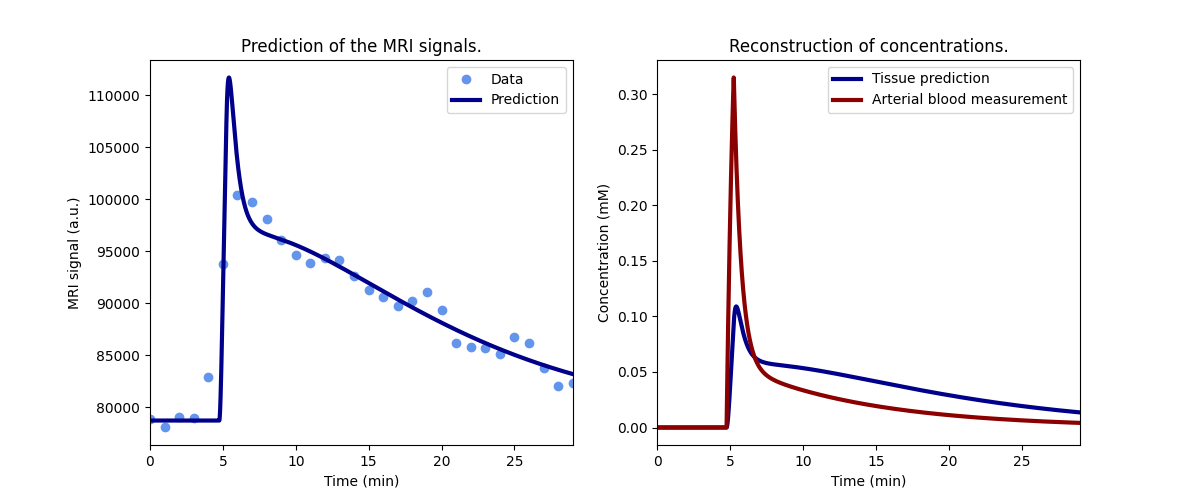 Prediction of the MRI signals.
MRI signal (a.u.)
110000
105000
100000
95000
90000
85000
80000
Data
Prediction
0 5 10 15 20 25
Time (min)
Reconstruction of concentrations.
Concentration (mM)
0.30
0.25
0.20
0.15
0.10
0.05
0.00
Tissue prediction
Arterial blood measurement
0 5 10 15 20 25
Time (min)